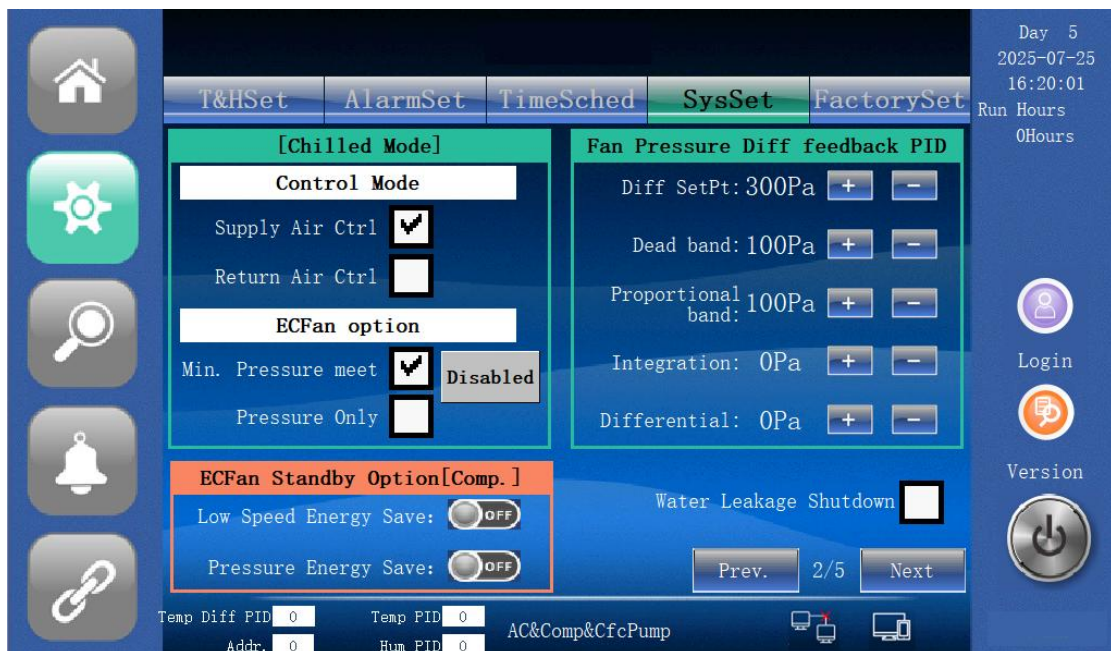 Day 5
2025-07-25
16:20:01
Run Hours
0Hours
T&HSet AlarmSet TimeSched SysSet FactorySet
[Chilled Mode]
Control Mode
Supply Air Ctrl
Return Air Ctrl
ECFan option
Min. Pressure meet Disabled
Pressure Only
Fan Pressure Diff feedback PID
Diff SetPt: 300Pa + -
Dead band: 100Pa + -
Proportional
band: 100Pa + -
Integration: 0Pa + -
Differential: 0Pa + -
ECFan Standby Option[Comp.]
Low Speed Energy Save: OFF
Pressure Energy Save: OFF
Water Leakage Shutdown
Prev. 2/5 Next
Login
Version
Temp Diff PID 0 Temp PID 0
Addr. 0 Hum PID 0
AC&Comp&CfcPump